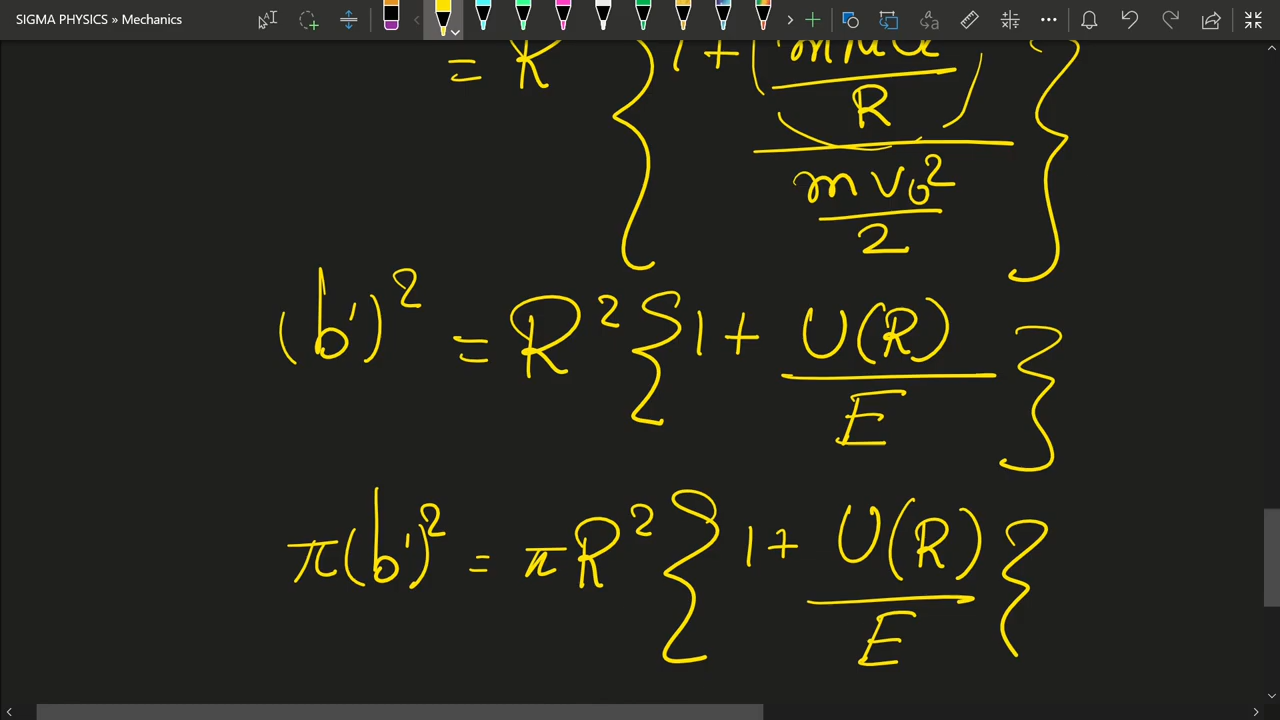 SIGMA PHYSICS » Mechanics
= R { 1 + ( / R ) / mv₀²/2 }
(b')² = R² { 1 + U(R)/E }
π(b')² = πR² { 1 + U(R)/E }